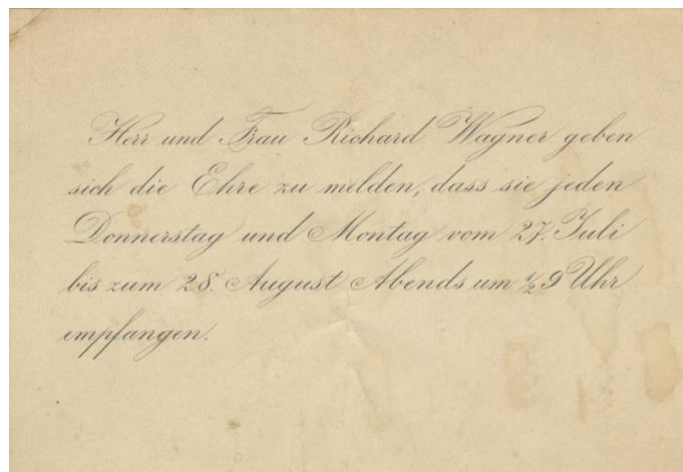 Herr und Frau Richard Wagner geben
sich die Ehre zu melden, dass sie jeden
Donnerstag und Montag vom 27. Juli
bis zum 28. August Abends um ½ 9 Uhr
empfangen.